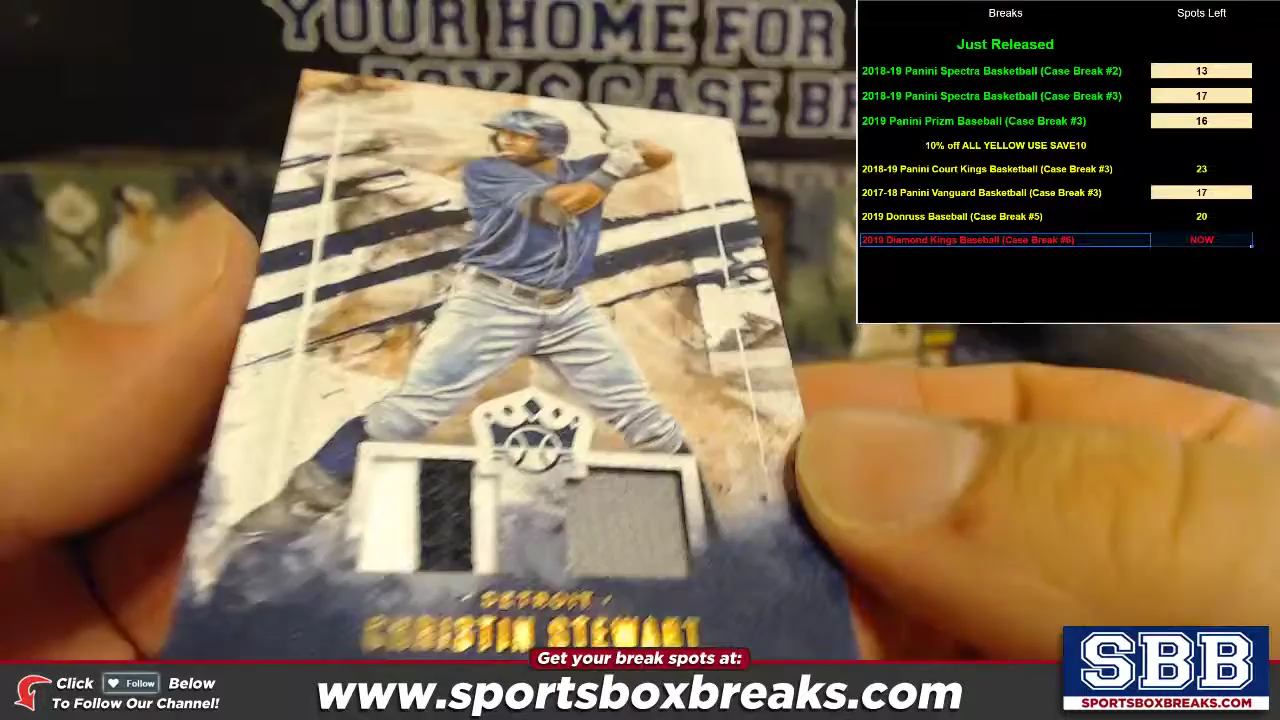 YOUR HOME FOR
BOX & CASE BR
Breaks Spots Left
Just Released
2018-19 Panini Spectra Basketball (Case Break #2) 13
2018-19 Panini Spectra Basketball (Case Break #3) 17
2019 Panini Prizm Baseball (Case Break #3) 16
10% off ALL YELLOW USE SAVE10
2018-19 Panini Court Kings Basketball (Case Break #3) 23
2017-18 Panini Vanguard Basketball (Case Break #3) 17
2019 Donruss Baseball (Case Break #5) 20
2019 Diamond Kings Baseball (Case Break #6) NOW
DETROIT
CHRISTIN STEWART
Get your break spots at:
Click Follow Below
To Follow Our Channel!
www.sportsboxbreaks.com
SBB
SPORTSBOXBREAKS.COM